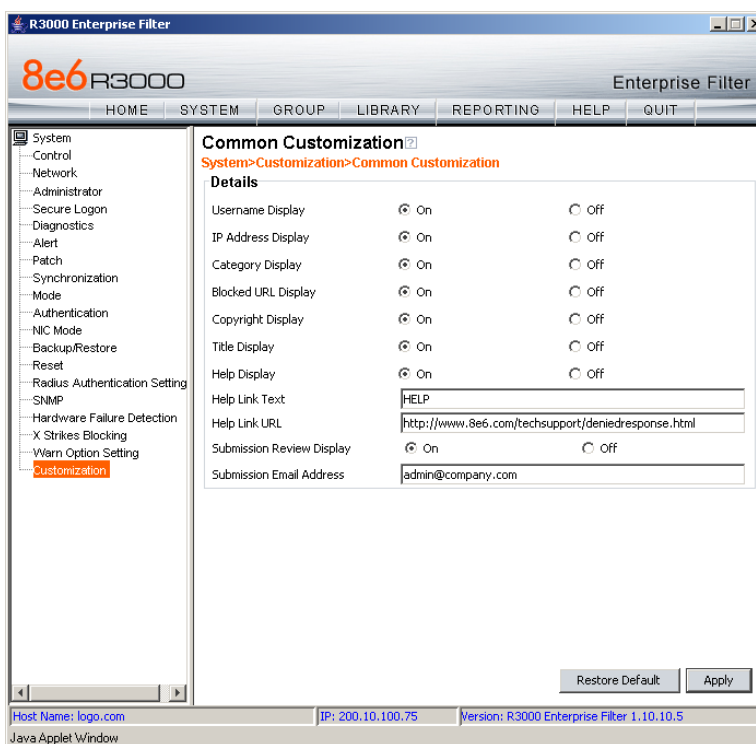 R3000 Enterprise Filter
8e6 R3000
Enterprise Filter
HOME SYSTEM GROUP LIBRARY REPORTING HELP QUIT
System
Control
Network
Administrator
Secure Logon
Diagnostics
Alert
Patch
Synchronization
Mode
Authentication
NIC Mode
Backup/Restore
Reset
Radius Authentication Setting
SNMP
Hardware Failure Detection
X Strikes Blocking
Warn Option Setting
Customization
Common Customization ?
System>Customization>Common Customization
Details
Username Display On Off
IP Address Display On Off
Category Display On Off
Blocked URL Display On Off
Copyright Display On Off
Title Display On Off
Help Display On Off
Help Link Text HELP
Help Link URL http://www.8e6.com/techsupport/deniedresponse.html
Submission Review Display On Off
Submission Email Address admin@company.com
Restore Default Apply
Host Name: logo.com IP: 200.10.100.75 Version: R3000 Enterprise Filter 1.10.10.5
Java Applet Window